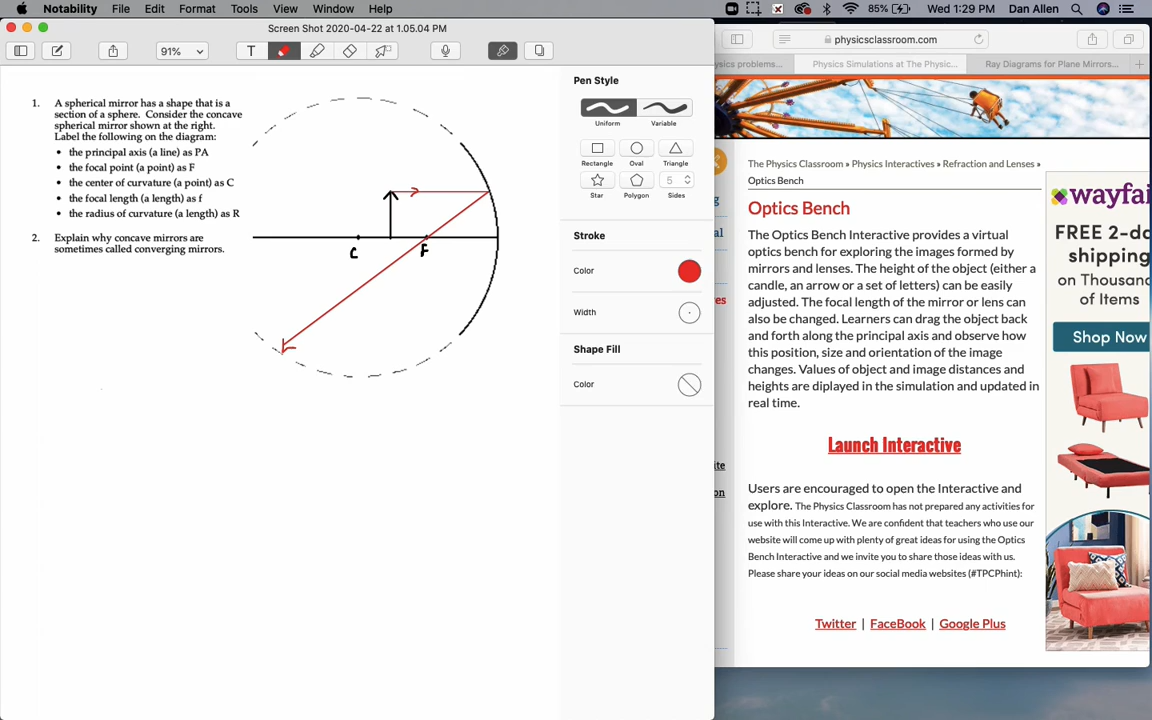 Notability File Edit Format Tools View Window Help 85% Wed 1:29 PM Dan Allen
Screen Shot 2020-04-22 at 1.05.04 PM
91% T
1. A spherical mirror has a shape that is a
section of a sphere. Consider the concave
spherical mirror shown at the right.
Label the following on the diagram:
• the principal axis (a line) as PA
• the focal point (a point) as F
• the center of curvature (a point) as C
• the focal length (a length) as f
• the radius of curvature (a length) as R
2. Explain why concave mirrors are
sometimes called converging mirrors.
C F
Pen Style
Uniform Variable
Rectangle Oval Triangle
5
Star Polygon Sides
Stroke
Color
Width
Shape Fill
Color
physicsclassroom.com
ysics problems... Physics Simulations at The Physic... Ray Diagrams for Plane Mirrors...
The Physics Classroom » Physics Interactives » Refraction and Lenses »
Optics Bench
Optics Bench
The Optics Bench Interactive provides a virtual
optics bench for exploring the images formed by
mirrors and lenses. The height of the object (either a
candle, an arrow or a set of letters) can be easily
adjusted. The focal length of the mirror or lens can
also be changed. Learners can drag the object back
and forth along the principal axis and observe how
this position, size and orientation of the image
changes. Values of object and image distances and
heights are diplayed in the simulation and updated in
real time.
Launch Interactive
Users are encouraged to open the Interactive and
explore. The Physics Classroom has not prepared any activities for
use with this Interactive. We are confident that teachers who use our
website will come up with plenty of great ideas for using the Optics
Bench Interactive and we invite you to share those ideas with us.
Please share your ideas on our social media websites (#TPCPhint):
Twitter | FaceBook | Google Plus
wayfai
FREE 2-da
shipping
on Thousan
of Items
Shop Now